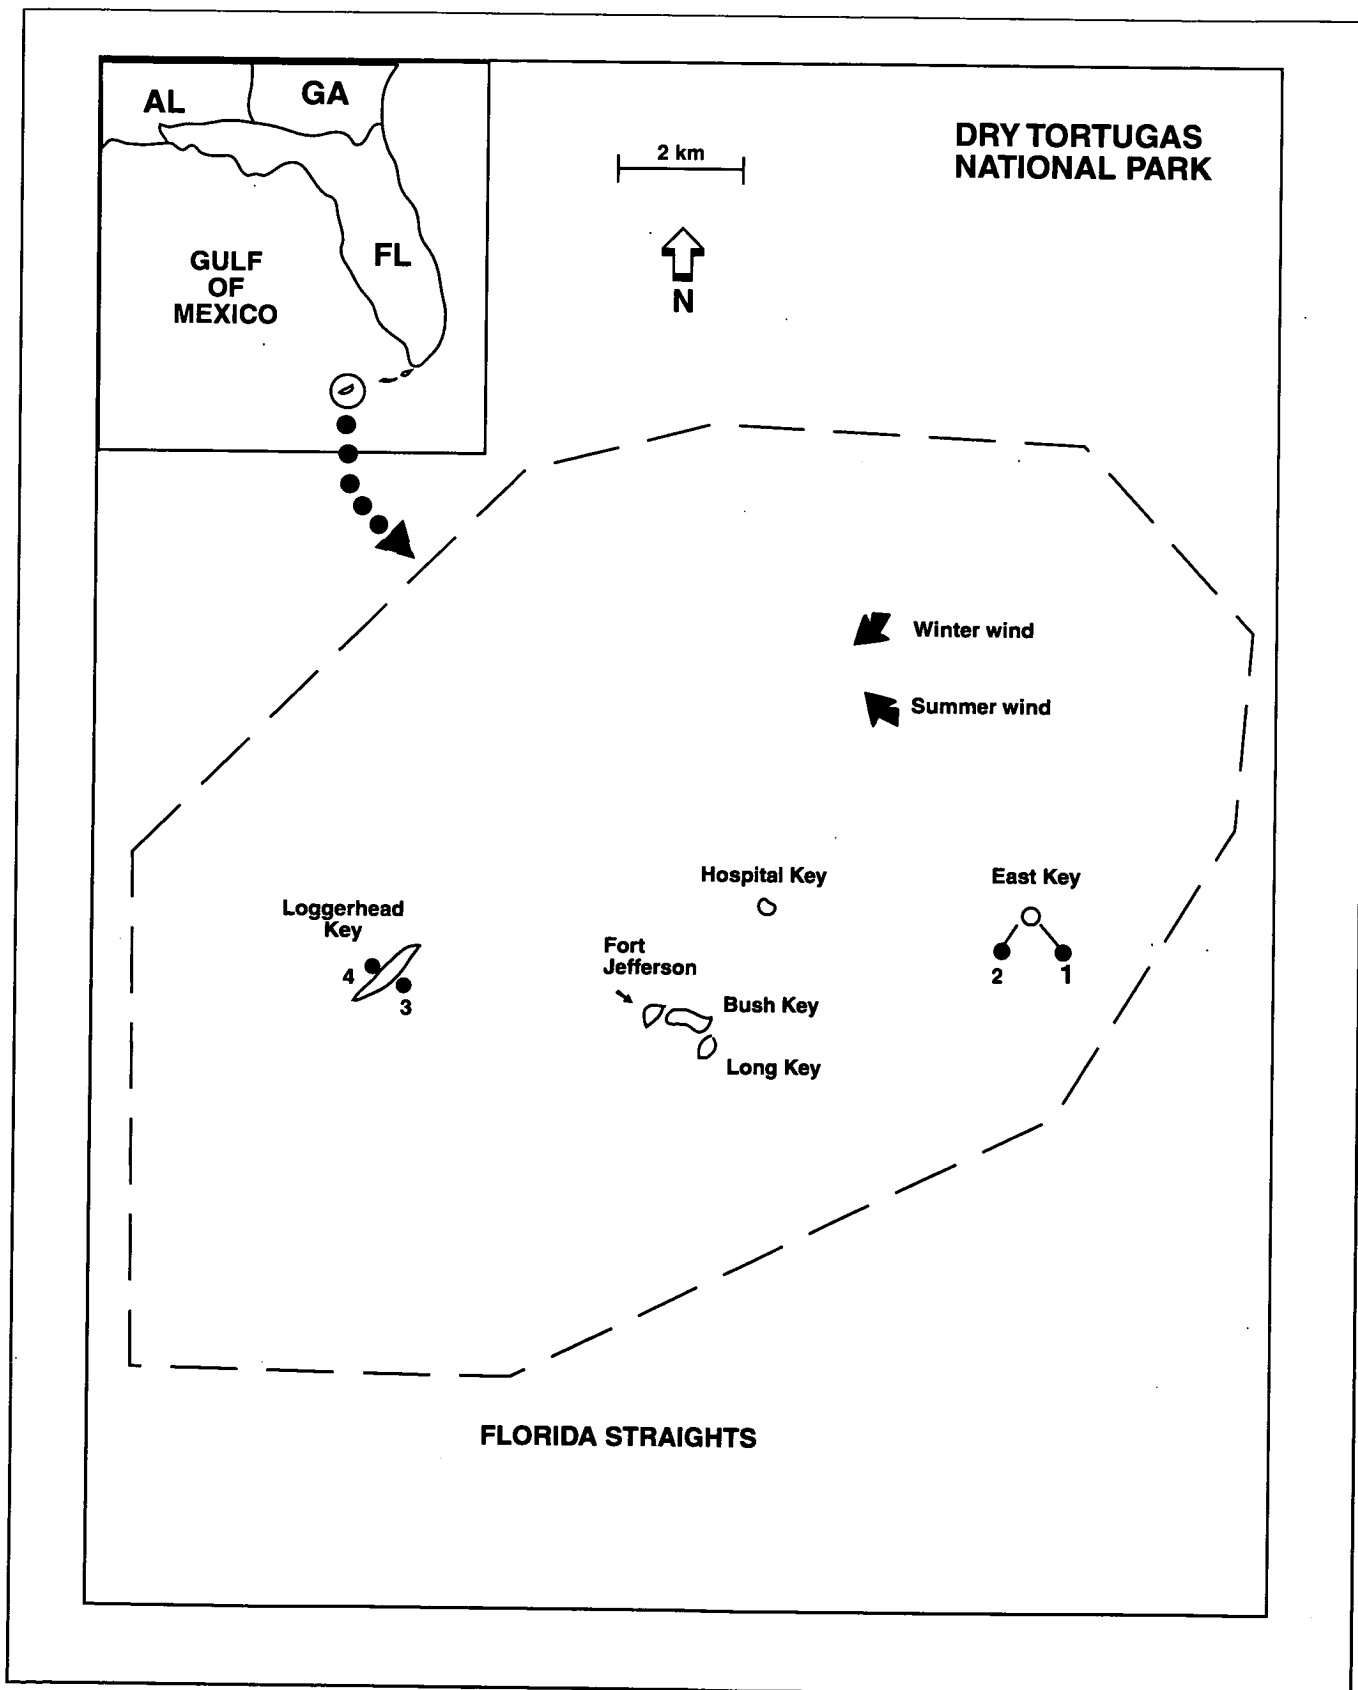 AL
GA
FL
GULF
OF
MEXICO
2 km
N
DRY TORTUGAS
NATIONAL PARK
Winter wind
Summer wind
Hospital Key
East Key
2
1
Loggerhead
Key
4
3
Fort
Jefferson
Bush Key
Long Key
FLORIDA STRAIGHTS